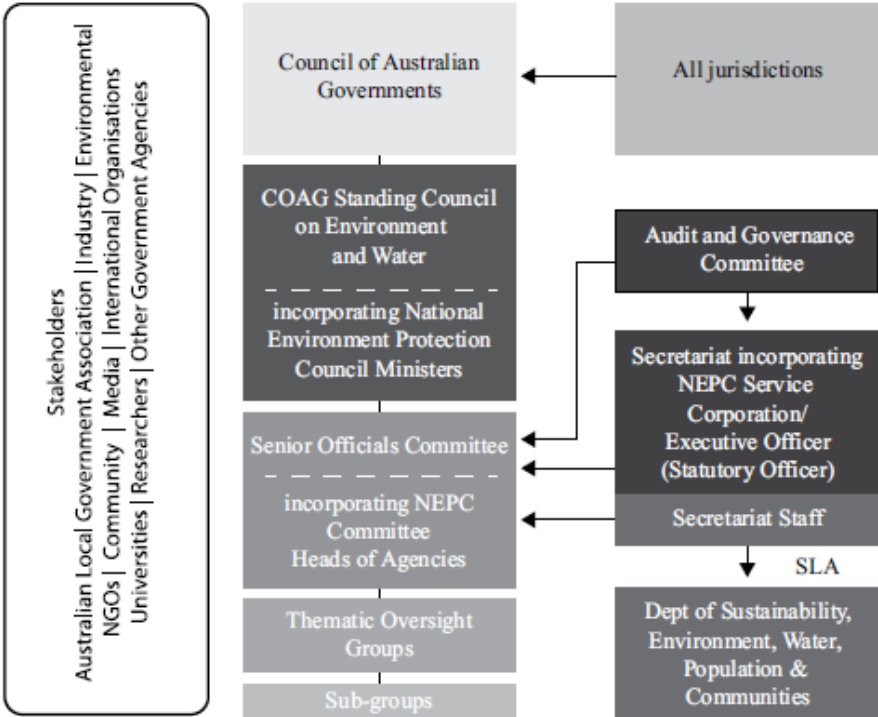 Stakeholders
Australian Local Government Association | Industry | Environmental
NGOs | Community | Media | International Organisations
Universities | Researchers | Other Government Agencies
Council of Australian
Governments
All jurisdictions
COAG Standing Council
on Environment
and Water
incorporating National
Environment Protection
Council Ministers
Audit and Governance
Committee
Senior Officials Committee
incorporating NEPC
Committee
Heads of Agencies
Secretariat incorporating
NEPC Service
Corporation/
Executive Officer
(Statutory Officer)
Secretariat Staff
SLA
Thematic Oversight
Groups
Sub-groups
Dept of Sustainability,
Environment, Water,
Population &
Communities